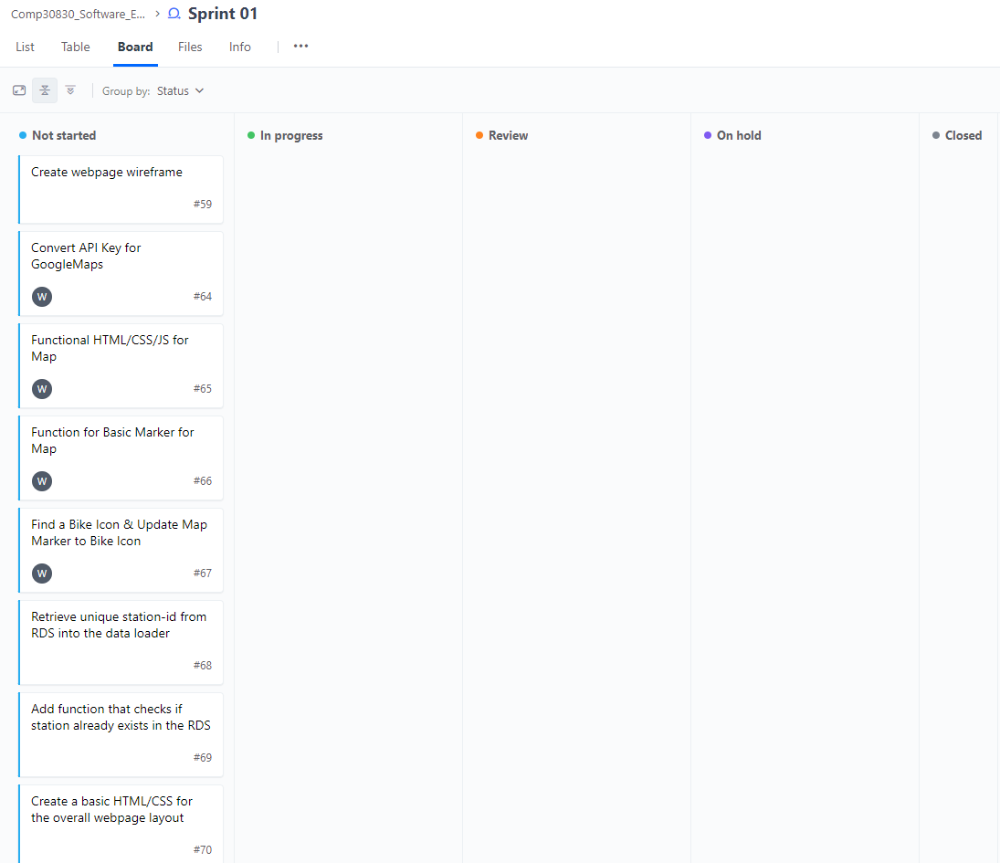 Comp30830_Software_E... > Sprint 01
List Table Board Files Info ...
Group by: Status
Not started In progress Review On hold Closed
Create webpage wireframe
#59
Convert API Key for
GoogleMaps
W #64
Functional HTML/CSS/JS for
Map
W #65
Function for Basic Marker for
Map
W #66
Find a Bike Icon & Update Map
Marker to Bike Icon
W #67
Retrieve unique station-id from
RDS into the data loader
#68
Add function that checks if
station already exists in the RDS
#69
Create a basic HTML/CSS for
the overall webpage layout
#70